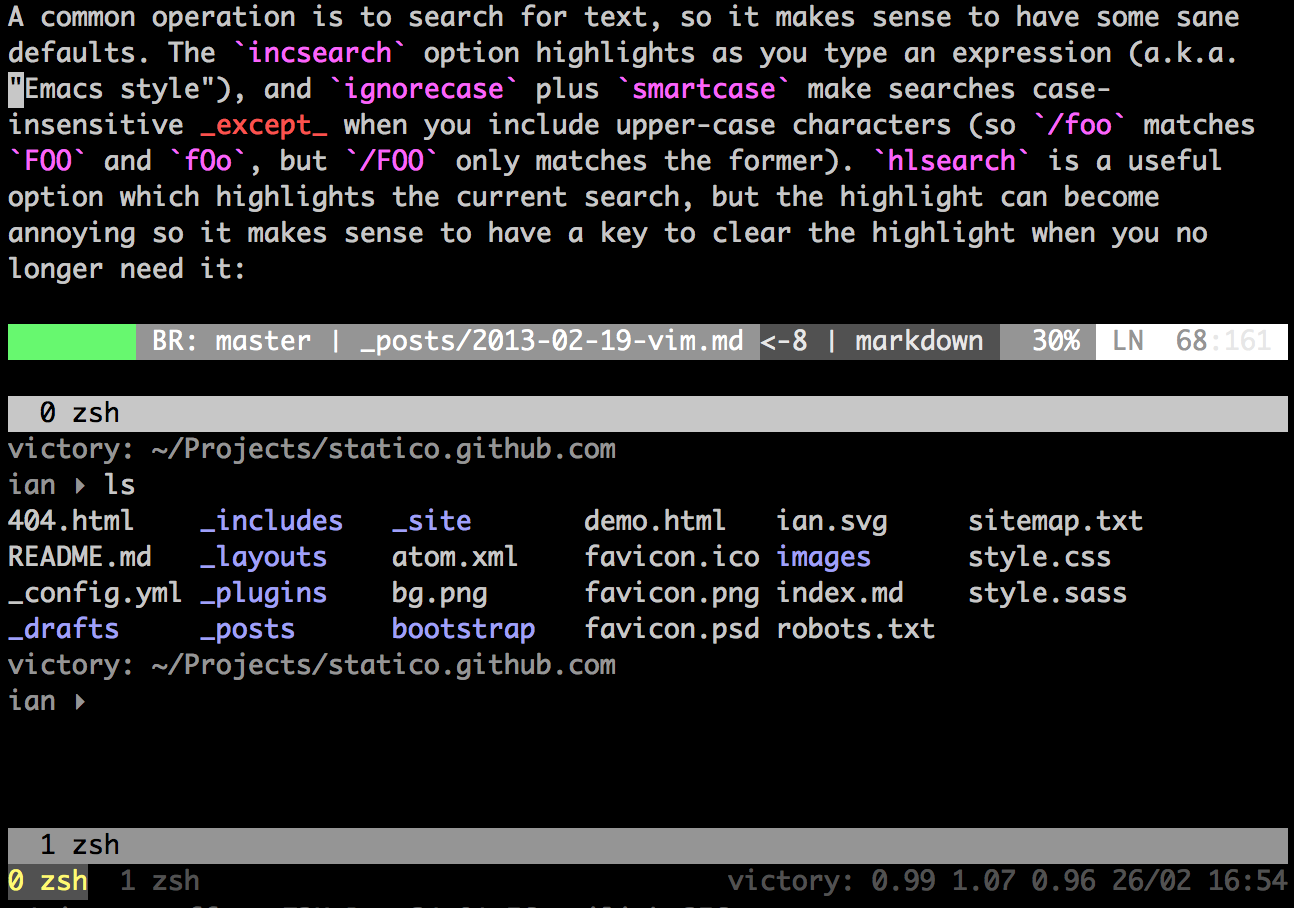 A common operation is to search for text, so it makes sense to have some sane
defaults. The `incsearch` option highlights as you type an expression (a.k.a.
"Emacs style"), and `ignorecase` plus `smartcase` make searches case-
insensitive _except_ when you include upper-case characters (so `/foo` matches
`FOO` and `fOo`, but `/FOO` only matches the former). `hlsearch` is a useful
option which highlights the current search, but the highlight can become
annoying so it makes sense to have a key to clear the highlight when you no
longer need it:
BR: master | _posts/2013-02-19-vim.md <-8 | markdown 30% LN 68:161
0 zsh
victory: ~/Projects/statico.github.com
ian ▸ ls
404.html _includes _site demo.html ian.svg sitemap.txt
README.md _layouts atom.xml favicon.ico images style.css
_config.yml _plugins bg.png favicon.png index.md style.sass
_drafts _posts bootstrap favicon.psd robots.txt
victory: ~/Projects/statico.github.com
ian ▸
1 zsh
0 zsh 1 zsh victory: 0.99 1.07 0.96 26/02 16:54